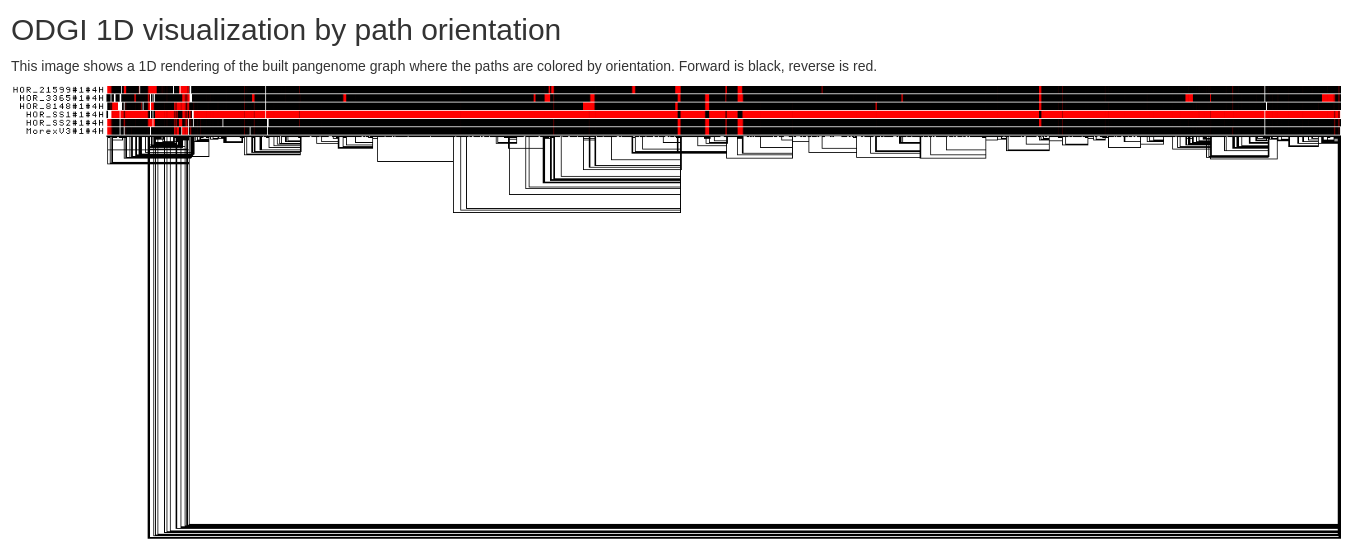 ODGI 1D visualization by path orientation
This image shows a 1D rendering of the built pangenome graph where the paths are colored by orientation. Forward is black, reverse is red.
HOR_21599#1#4H
HOR_3365#1#4H
HOR_8148#1#4H
HOR_SS1#1#4H
HOR_SS2#1#4H
MorexV3#1#4H